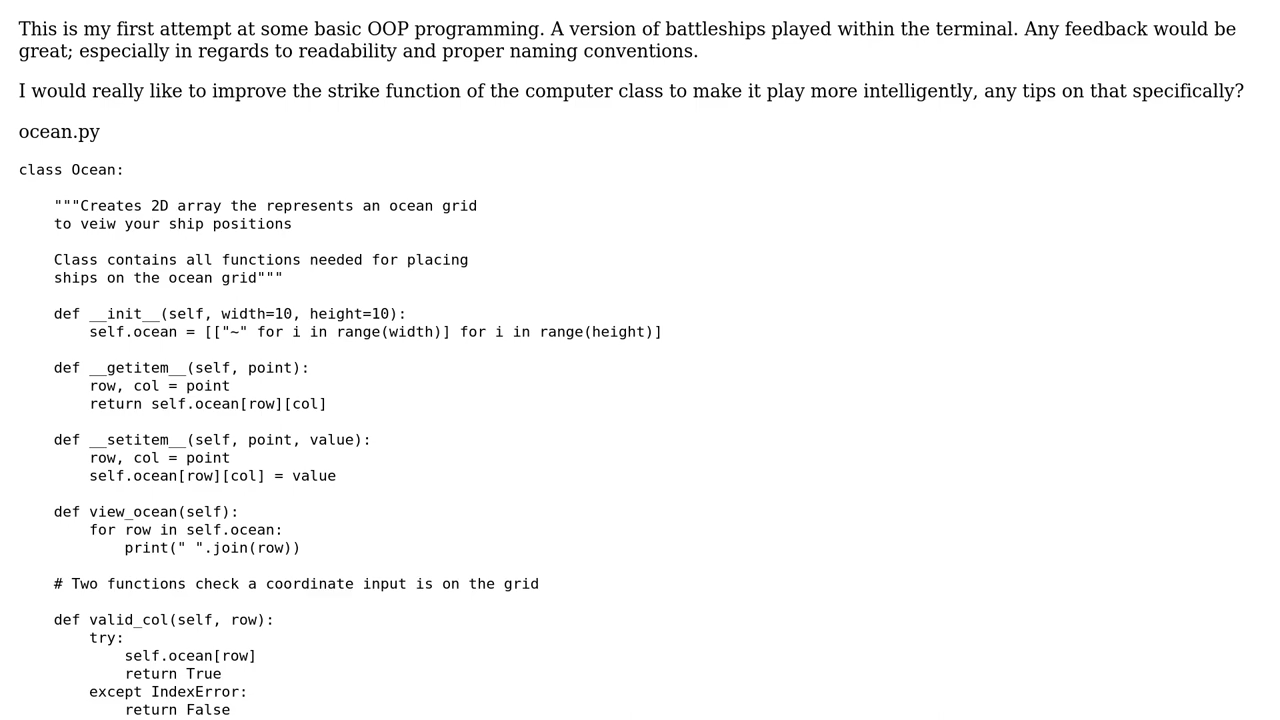 This is my first attempt at some basic OOP programming. A version of battleships played within the terminal. Any feedback would be
great; especially in regards to readability and proper naming conventions.
I would really like to improve the strike function of the computer class to make it play more intelligently, any tips on that specifically?
ocean.py
class Ocean:
    """Creates 2D array the represents an ocean grid
    to veiw your ship positions
    Class contains all functions needed for placing
    ships on the ocean grid"""
    def __init__(self, width=10, height=10):
        self.ocean = [["~" for i in range(width)] for i in range(height)]
    def __getitem__(self, point):
        row, col = point
        return self.ocean[row][col]
    def __setitem__(self, point, value):
        row, col = point
        self.ocean[row][col] = value
    def view_ocean(self):
        for row in self.ocean:
            print(" ".join(row))
    # Two functions check a coordinate input is on the grid
    def valid_col(self, row):
        try:
            self.ocean[row]
            return True
        except IndexError:
            return False